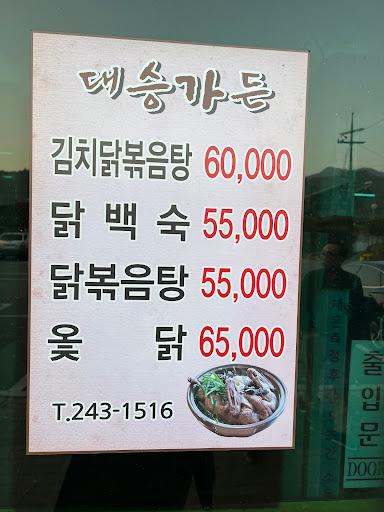 대승가든
김치닭볶음탕 60,000
닭백숙 55,000
닭볶음탕 55,000
옻닭 65,000
T.243-1516
출입문
DOOR